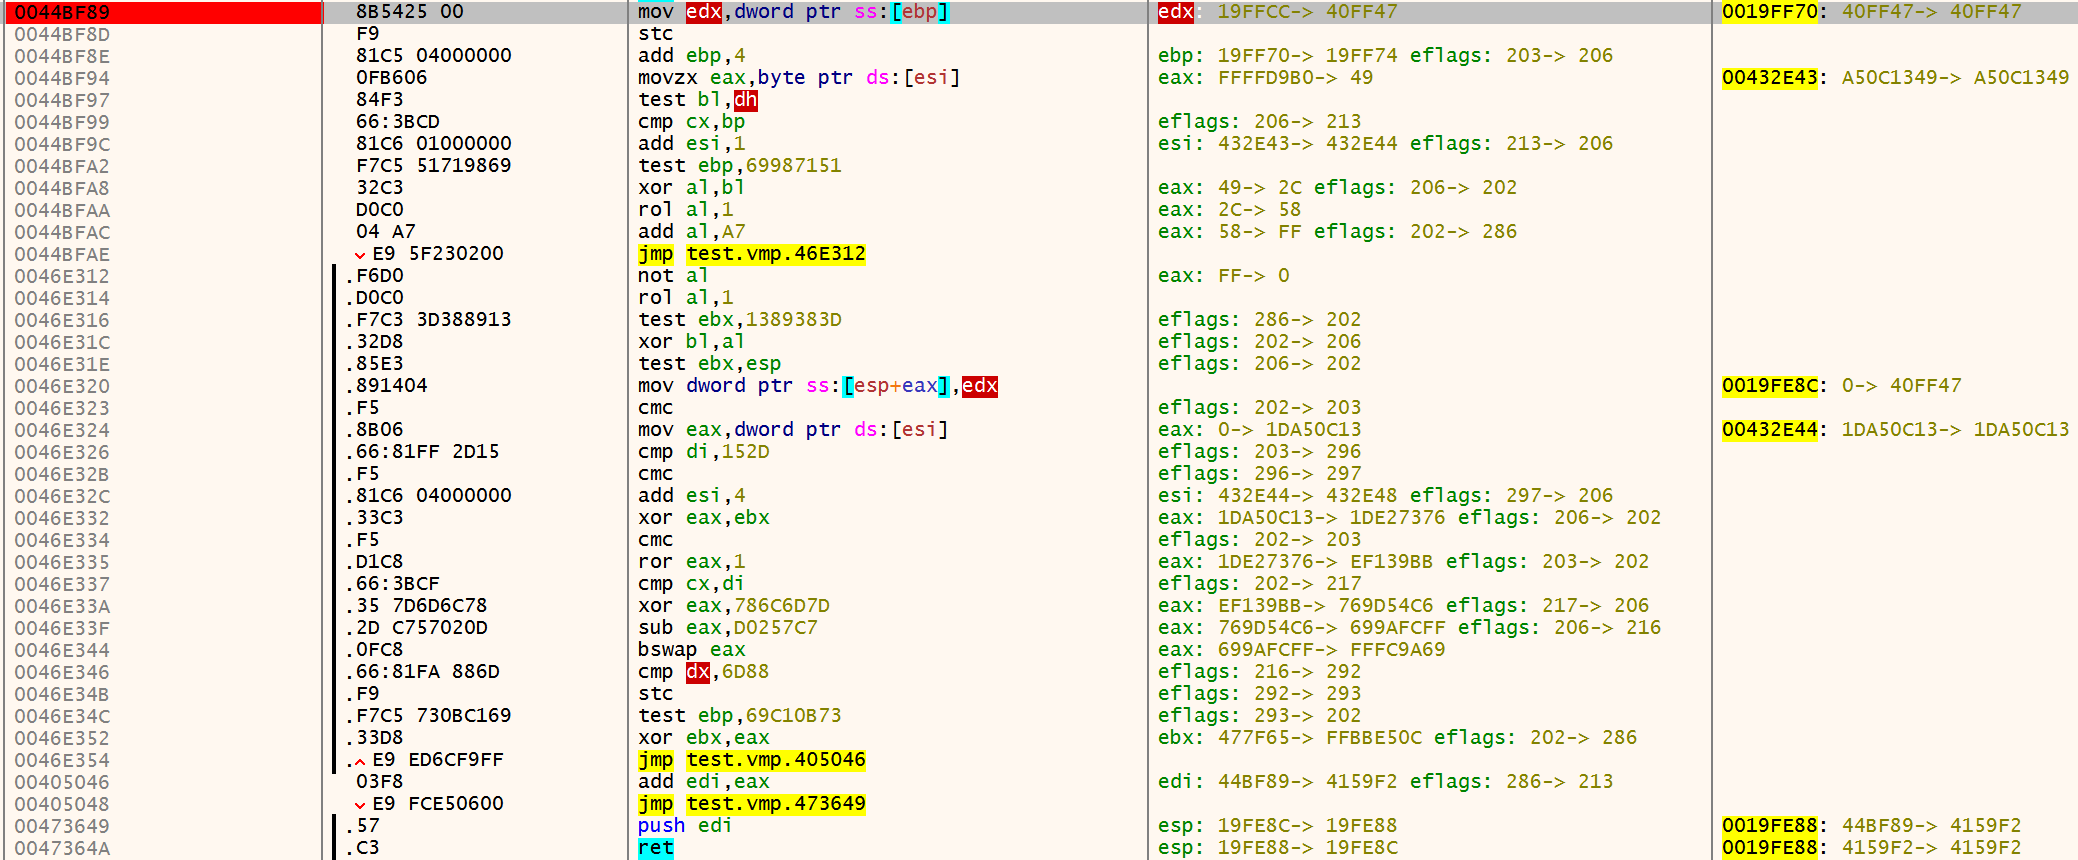 0044BF89 8B5425 00 mov edx,dword ptr ss:[ebp] edx: 19FFCC-> 40FF47 0019FF70: 40FF47-> 40FF47
0044BF8D F9 stc
0044BF8E 81C5 04000000 add ebp,4 ebp: 19FF70-> 19FF74 eflags: 203-> 206
0044BF94 0FB606 movzx eax,byte ptr ds:[esi] eax: FFFFD9B0-> 49 00432E43: A50C1349-> A50C1349
0044BF97 84F3 test bl,dh
0044BF99 66:3BCD cmp cx,bp eflags: 206-> 213
0044BF9C 81C6 01000000 add esi,1 esi: 432E43-> 432E44 eflags: 213-> 206
0044BFA2 F7C5 51719869 test ebp,69987151
0044BFA8 32C3 xor al,bl eax: 49-> 2C eflags: 206-> 202
0044BFAA D0C0 rol al,1 eax: 2C-> 58
0044BFAC 04 A7 add al,A7 eax: 58-> FF eflags: 202-> 286
0044BFAE E9 5F230200 jmp test.vmp.46E312
0046E312 .F6D0 not al eax: FF-> 0
0046E314 .D0C0 rol al,1
0046E316 .F7C3 3D388913 test ebx,1389383D eflags: 286-> 202
0046E31C .32D8 xor bl,al eflags: 202-> 206
0046E31E .85E3 test ebx,esp eflags: 206-> 202
0046E320 .891404 mov dword ptr ss:[esp+eax],edx 0019FE8C: 0-> 40FF47
0046E323 .F5 cmc eflags: 202-> 203
0046E324 .8B06 mov eax,dword ptr ds:[esi] eax: 0-> 1DA50C13 00432E44: 1DA50C13-> 1DA50C13
0046E326 .66:81FF 2D15 cmp di,152D eflags: 203-> 296
0046E32B .F5 cmc eflags: 296-> 297
0046E32C .81C6 04000000 add esi,4 esi: 432E44-> 432E48 eflags: 297-> 206
0046E332 .33C3 xor eax,ebx eax: 1DA50C13-> 1DE27376 eflags: 206-> 202
0046E334 .F5 cmc eflags: 202-> 203
0046E335 .D1C8 ror eax,1 eax: 1DE27376-> EF139BB eflags: 203-> 202
0046E337 .66:3BCF cmp cx,di eflags: 202-> 217
0046E33A .35 7D6D6C78 xor eax,786C6D7D eax: EF139BB-> 769D54C6 eflags: 217-> 206
0046E33F .2D C757020D sub eax,D0257C7 eax: 769D54C6-> 699AFCFF eflags: 206-> 216
0046E344 .0FC8 bswap eax eax: 699AFCFF-> FFFC9A69
0046E346 .66:81FA 886D cmp dx,6D88 eflags: 216-> 292
0046E34B .F9 stc eflags: 292-> 293
0046E34C .F7C5 730BC169 test ebp,69C10B73 eflags: 293-> 202
0046E352 .33D8 xor ebx,eax ebx: 477F65-> FFBBE50C eflags: 202-> 286
0046E354 .E9 ED6CF9FF jmp test.vmp.405046
00405046 03F8 add edi,eax edi: 44BF89-> 4159F2 eflags: 286-> 213
00405048 E9 FCE50600 jmp test.vmp.473649
00473649 .57 push edi esp: 19FE8C-> 19FE88 0019FE88: 44BF89-> 4159F2
0047364A .C3 ret esp: 19FE88-> 19FE8C 0019FE88: 4159F2-> 4159F2